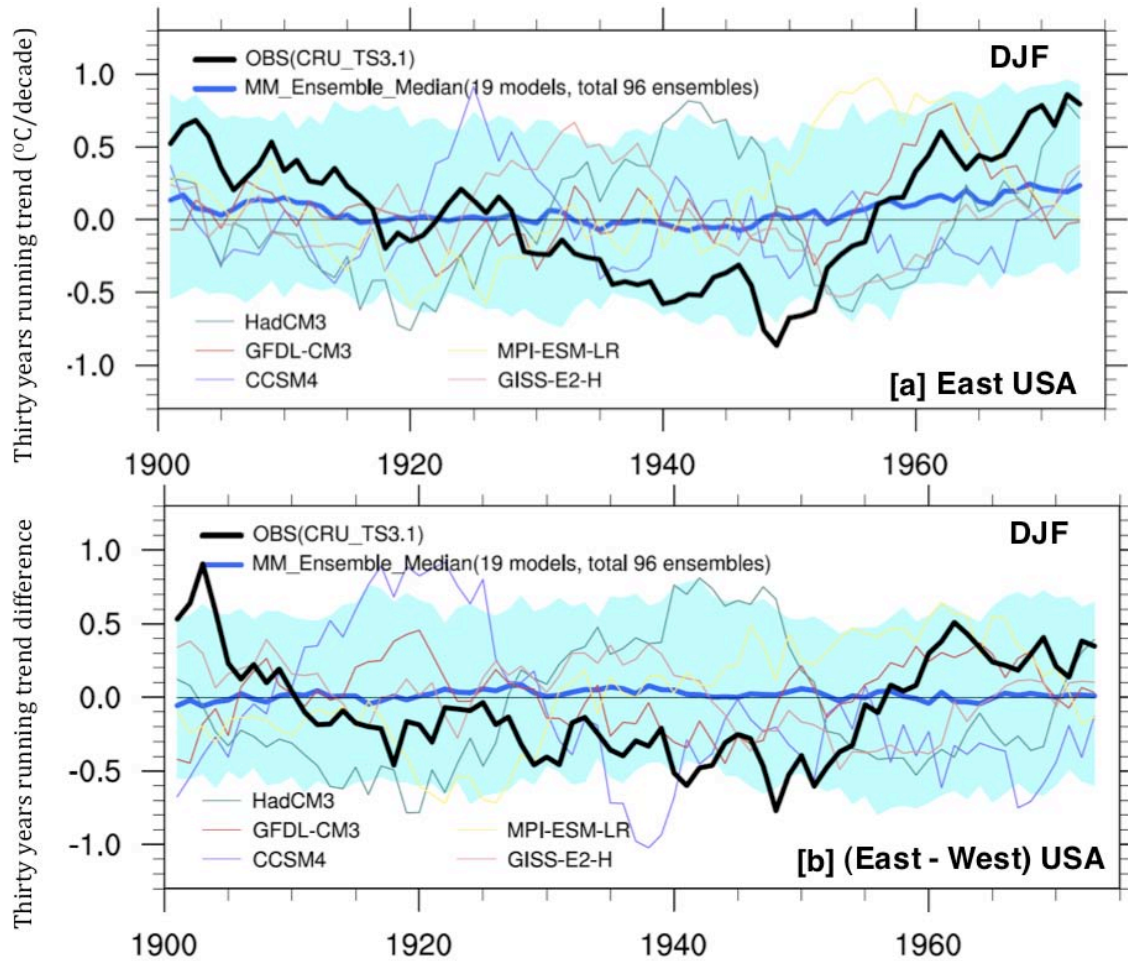 Thirty years running trend (°C/decade)
OBS(CRU_TS3.1)
DJF
MM_Ensemble_Median(19 models, total 96 ensembles)
1.0
0.5
0.0
-0.5
-1.0
HadCM3
GFDL-CM3
MPI-ESM-LR
CCSM4
GISS-E2-H
[a] East USA
1900
1920
1940
1960
Thirty years running trend difference
OBS(CRU_TS3.1)
DJF
MM_Ensemble_Median(19 models, total 96 ensembles)
1.0
0.5
0.0
-0.5
-1.0
HadCM3
GFDL-CM3
MPI-ESM-LR
CCSM4
GISS-E2-H
[b] (East - West) USA
1900
1920
1940
1960